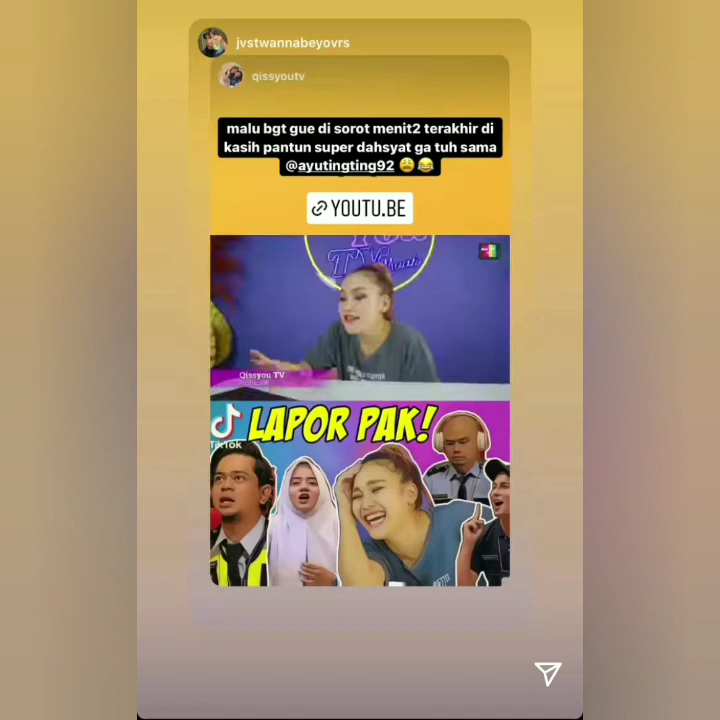 jvstwannabeyovrs
qissyoutv
malu bgt gue di sorot menit2 terakhir di
kasih pantun super dahsyat ga tuh sama
@ayutingting92 😩😂
YOUTU.BE
Qissyou TV
TikTok
LAPOR PAK!